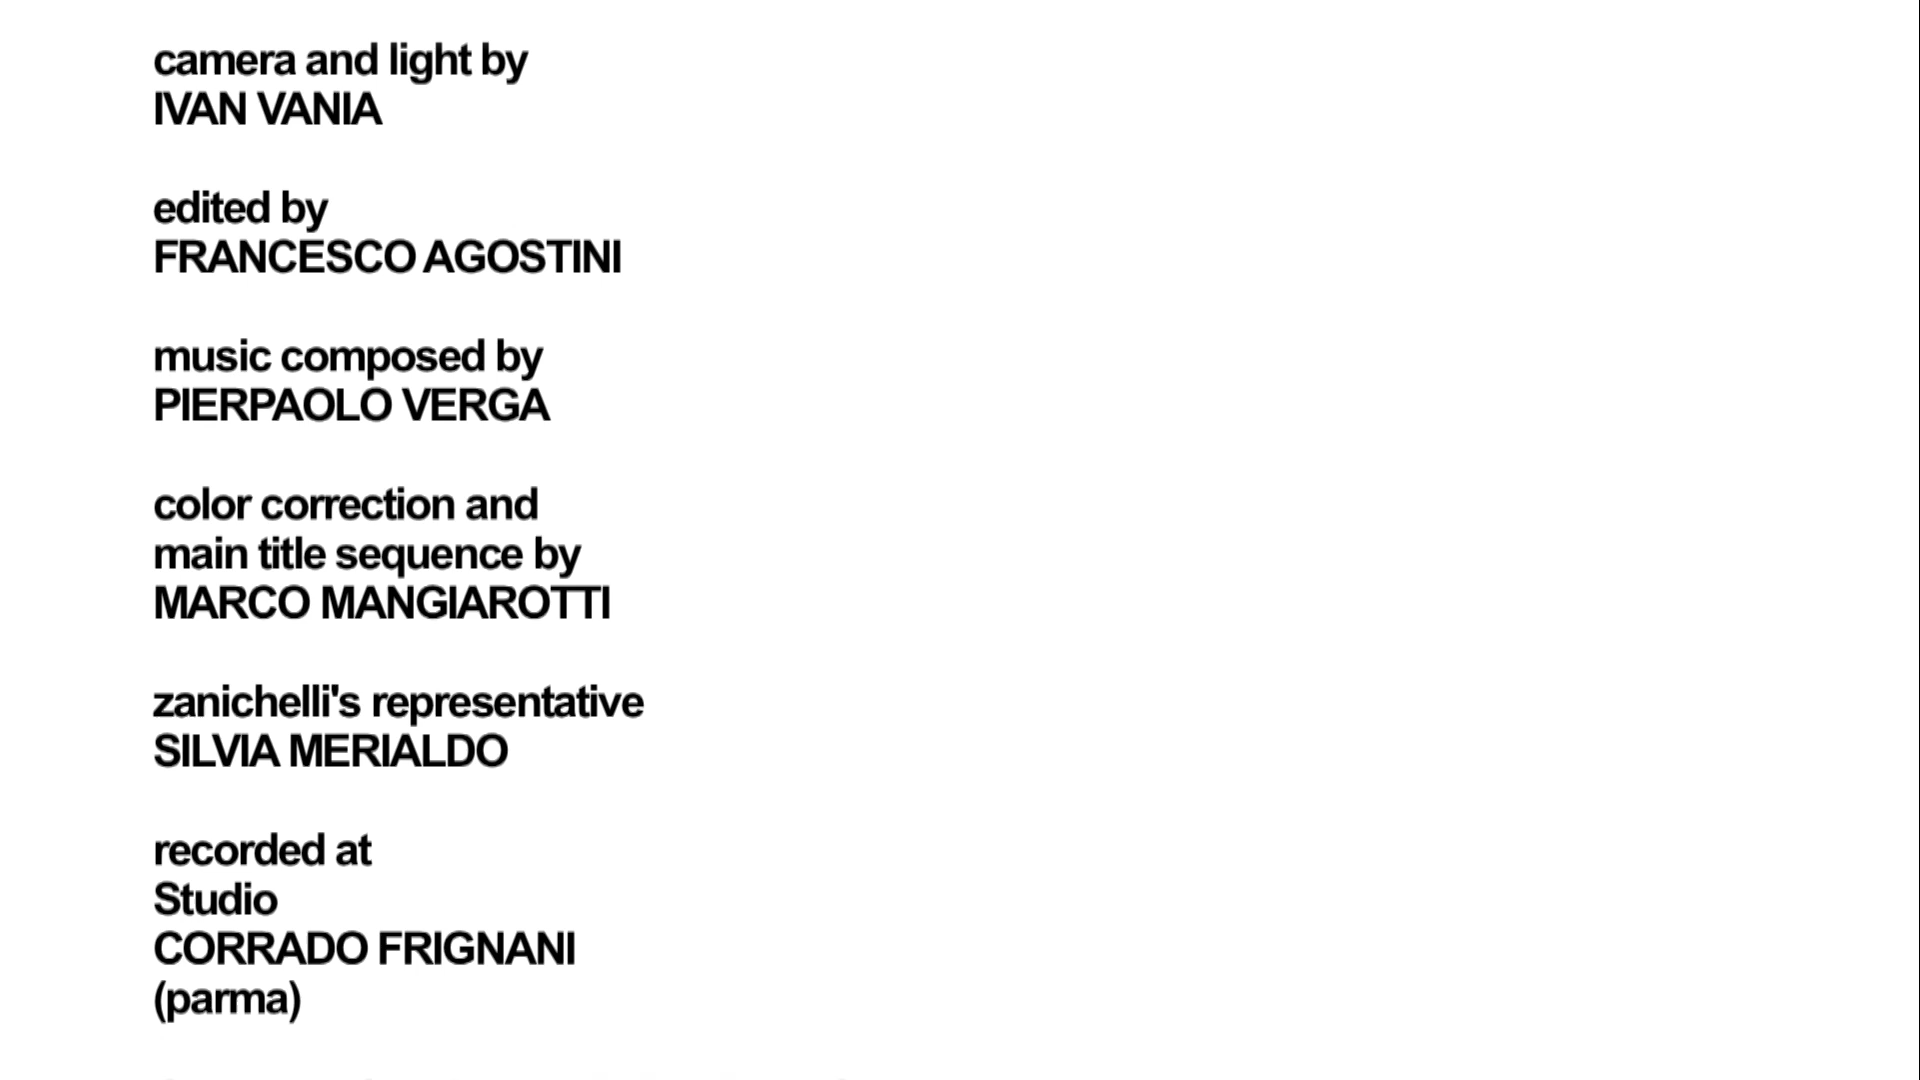 camera and light by
IVAN VANIA
edited by
FRANCESCO AGOSTINI
music composed by
PIERPAOLO VERGA
color correction and
main title sequence by
MARCO MANGIAROTTI
zanichelli's representative
SILVIA MERIALDO
recorded at
Studio
CORRADO FRIGNANI
(parma)